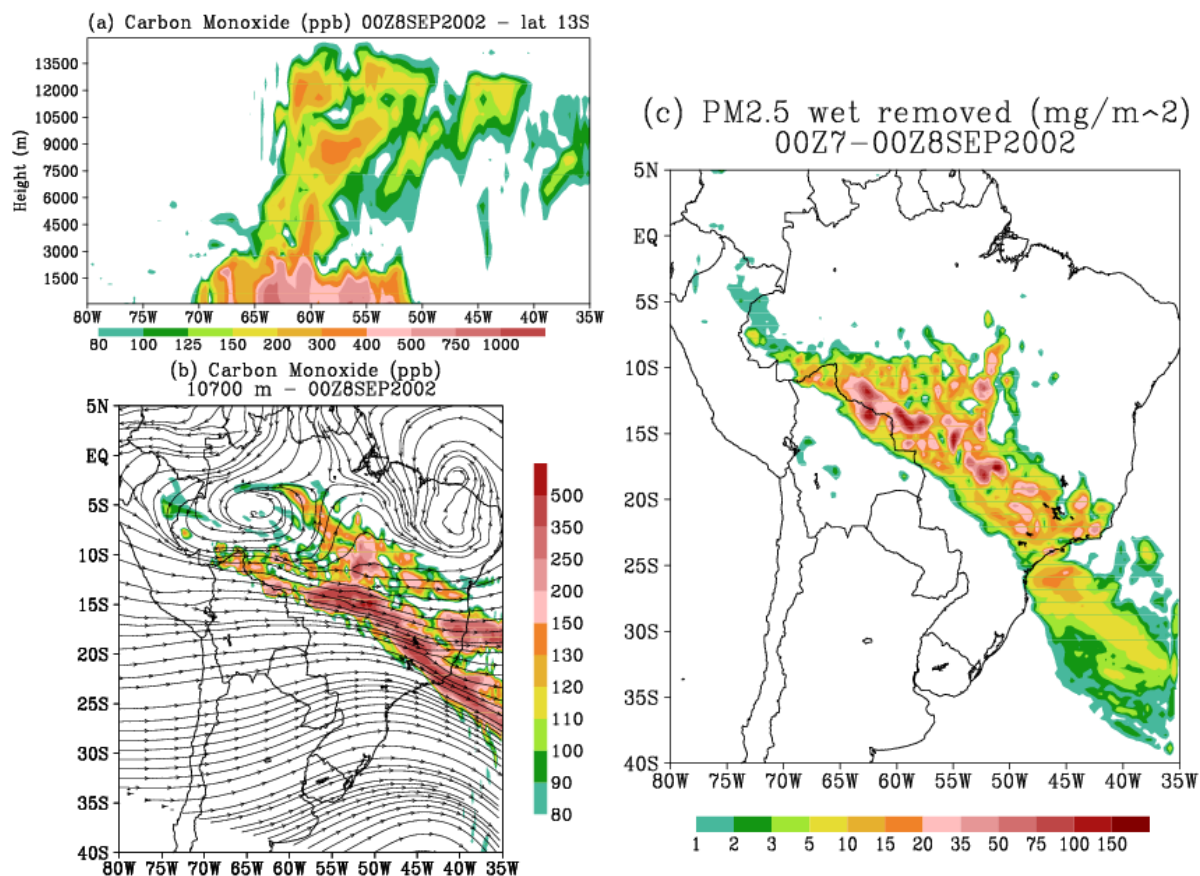 (a) Carbon Monoxide (ppb) 00Z8SEP2002 - lat 13S
Height (m)
13500
12000
10500
9000
7500
6000
4500
3000
1500
80W 75W 70W 65W 60W 55W 50W 45W 40W 35W
80 100 125 150 200 300 400 500 750 1000
(b) Carbon Monoxide (ppb)
10700 m - 00Z8SEP2002
5N
EQ
5S
10S
15S
20S
25S
30S
35S
40S
80W 75W 70W 65W 60W 55W 50W 45W 40W 35W
500
350
250
200
150
130
120
110
100
90
80
(c) PM2.5 wet removed (mg/m^2)
00Z7-00Z8SEP2002
5N
EQ
5S
10S
15S
20S
25S
30S
35S
40S
80W 75W 70W 65W 60W 55W 50W 45W 40W 35W
1 2 3 5 10 15 20 35 50 75 100 150